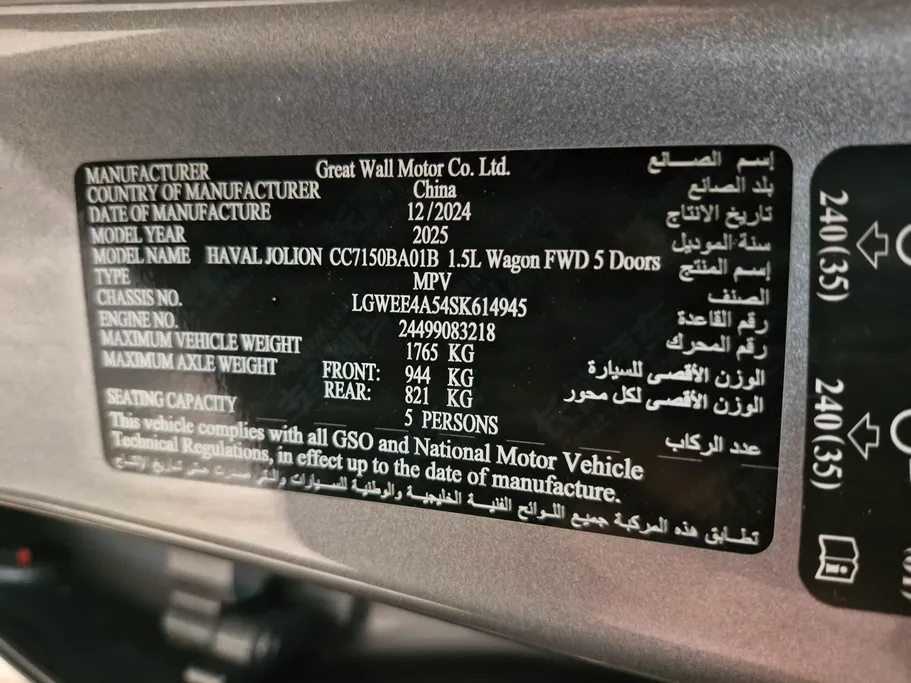 MANUFACTURER Great Wall Motor Co. Ltd. إسم الصانع
COUNTRY OF MANUFACTURER China بلد الصانع
DATE OF MANUFACTURE 12/2024 تاريخ الانتاج
MODEL YEAR 2025 سنة الموديل
MODEL NAME HAVAL JOLION CC7150BA01B 1.5L Wagon FWD 5 Doors إسم المنتج
TYPE MPV الصنف
CHASSIS NO. LGWEE4A54SK614945 رقم القاعدة
ENGINE NO. 24499083218 رقم المحرك
MAXIMUM VEHICLE WEIGHT 1765 KG الوزن الأقصى للسيارة
MAXIMUM AXLE WEIGHT FRONT: 944 KG الوزن الأقصى لكل محور
REAR: 821 KG
SEATING CAPACITY 5 PERSONS عدد الركاب
This vehicle complies with all GSO and National Motor Vehicle
Technical Regulations, in effect up to the date of manufacture.
تطابق هذه المركبة جميع اللوائح الفنية الخليجية والوطنية للسيارات والتي صدرت حتى تاريخ الإنتاج
240(35)
240(35)